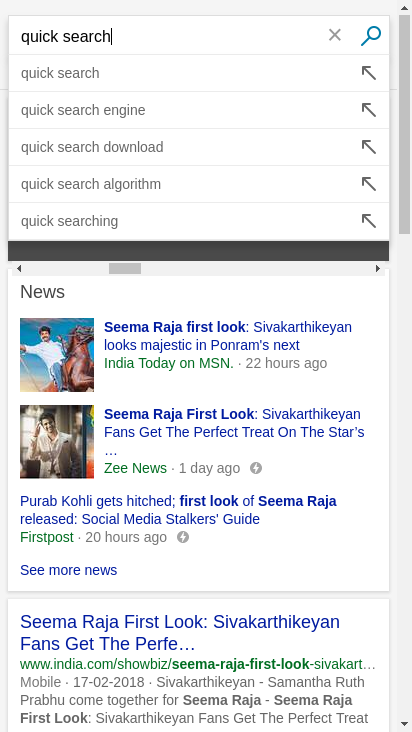 quick search
quick search
quick search engine
quick search download
quick search algorithm
quick searching
News
Seema Raja first look: Sivakarthikeyan
looks majestic in Ponram's next
India Today on MSN. · 22 hours ago
Seema Raja First Look: Sivakarthikeyan
Fans Get The Perfect Treat On The Star’s
…
Zee News · 1 day ago
Purab Kohli gets hitched; first look of Seema Raja
released: Social Media Stalkers' Guide
Firstpost · 20 hours ago
See more news
Seema Raja First Look: Sivakarthikeyan
Fans Get The Perfe…
www.india.com/showbiz/seema-raja-first-look-sivakart…
Mobile · 17-02-2018 · Sivakarthikeyan - Samantha Ruth
Prabhu come together for Seema Raja - Seema Raja
First Look: Sivakarthikeyan Fans Get The Perfect Treat